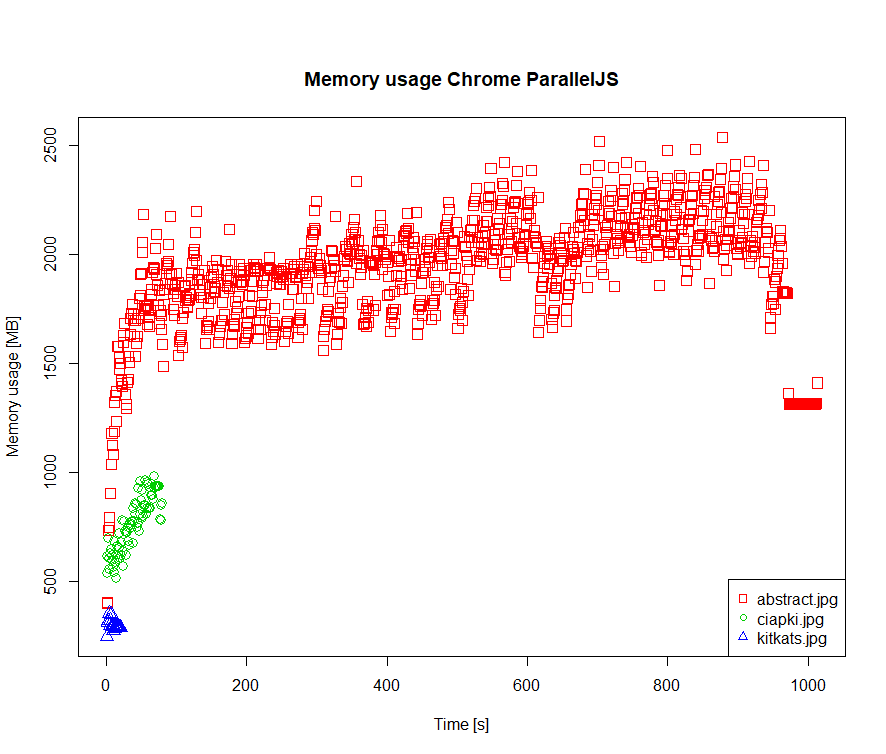 Memory usage Chrome ParallelJS
Memory usage [MB]
2500
2000
1500
1000
500
0 200 400 600 800 1000
Time [s]
abstract.jpg
ciapki.jpg
kitkats.jpg